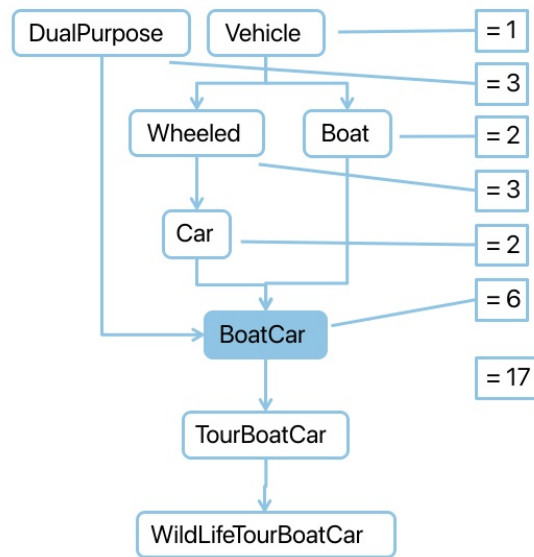 DualPurpose Vehicle = 1
= 3
Wheeled Boat = 2
= 3
Car = 2
= 6
BoatCar
= 17
TourBoatCar
WildLifeTourBoatCar